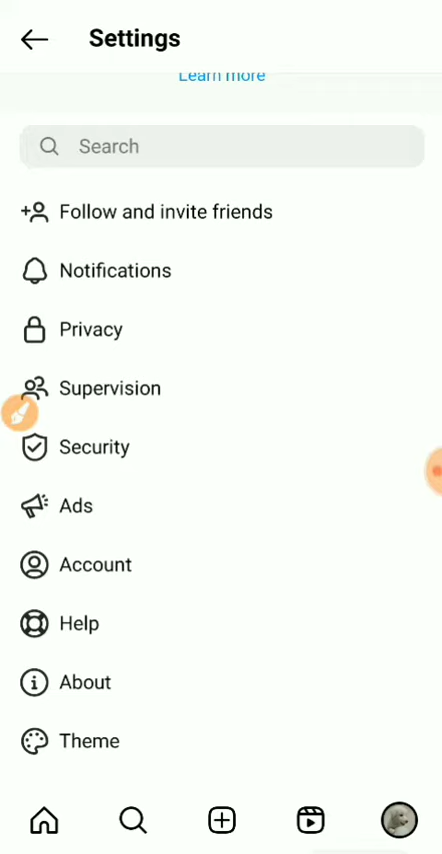 Settings
Learn more
Search
Follow and invite friends
Notifications
Privacy
Supervision
Security
Ads
Account
Help
About
Theme